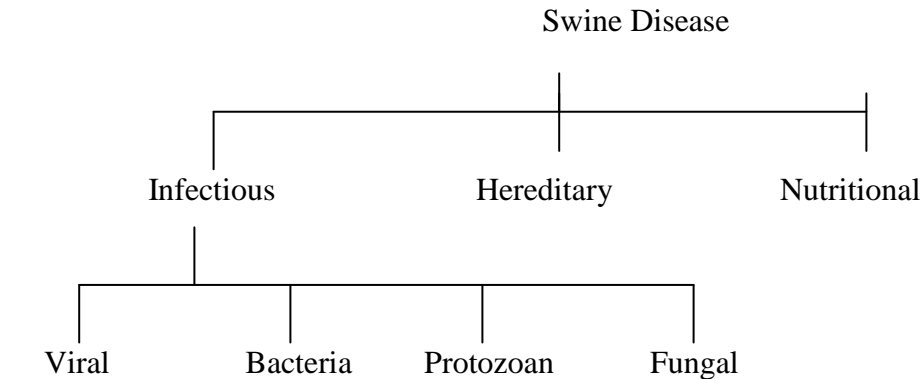 Swine Disease
Infectious Hereditary Nutritional
Viral Bacteria Protozoan Fungal